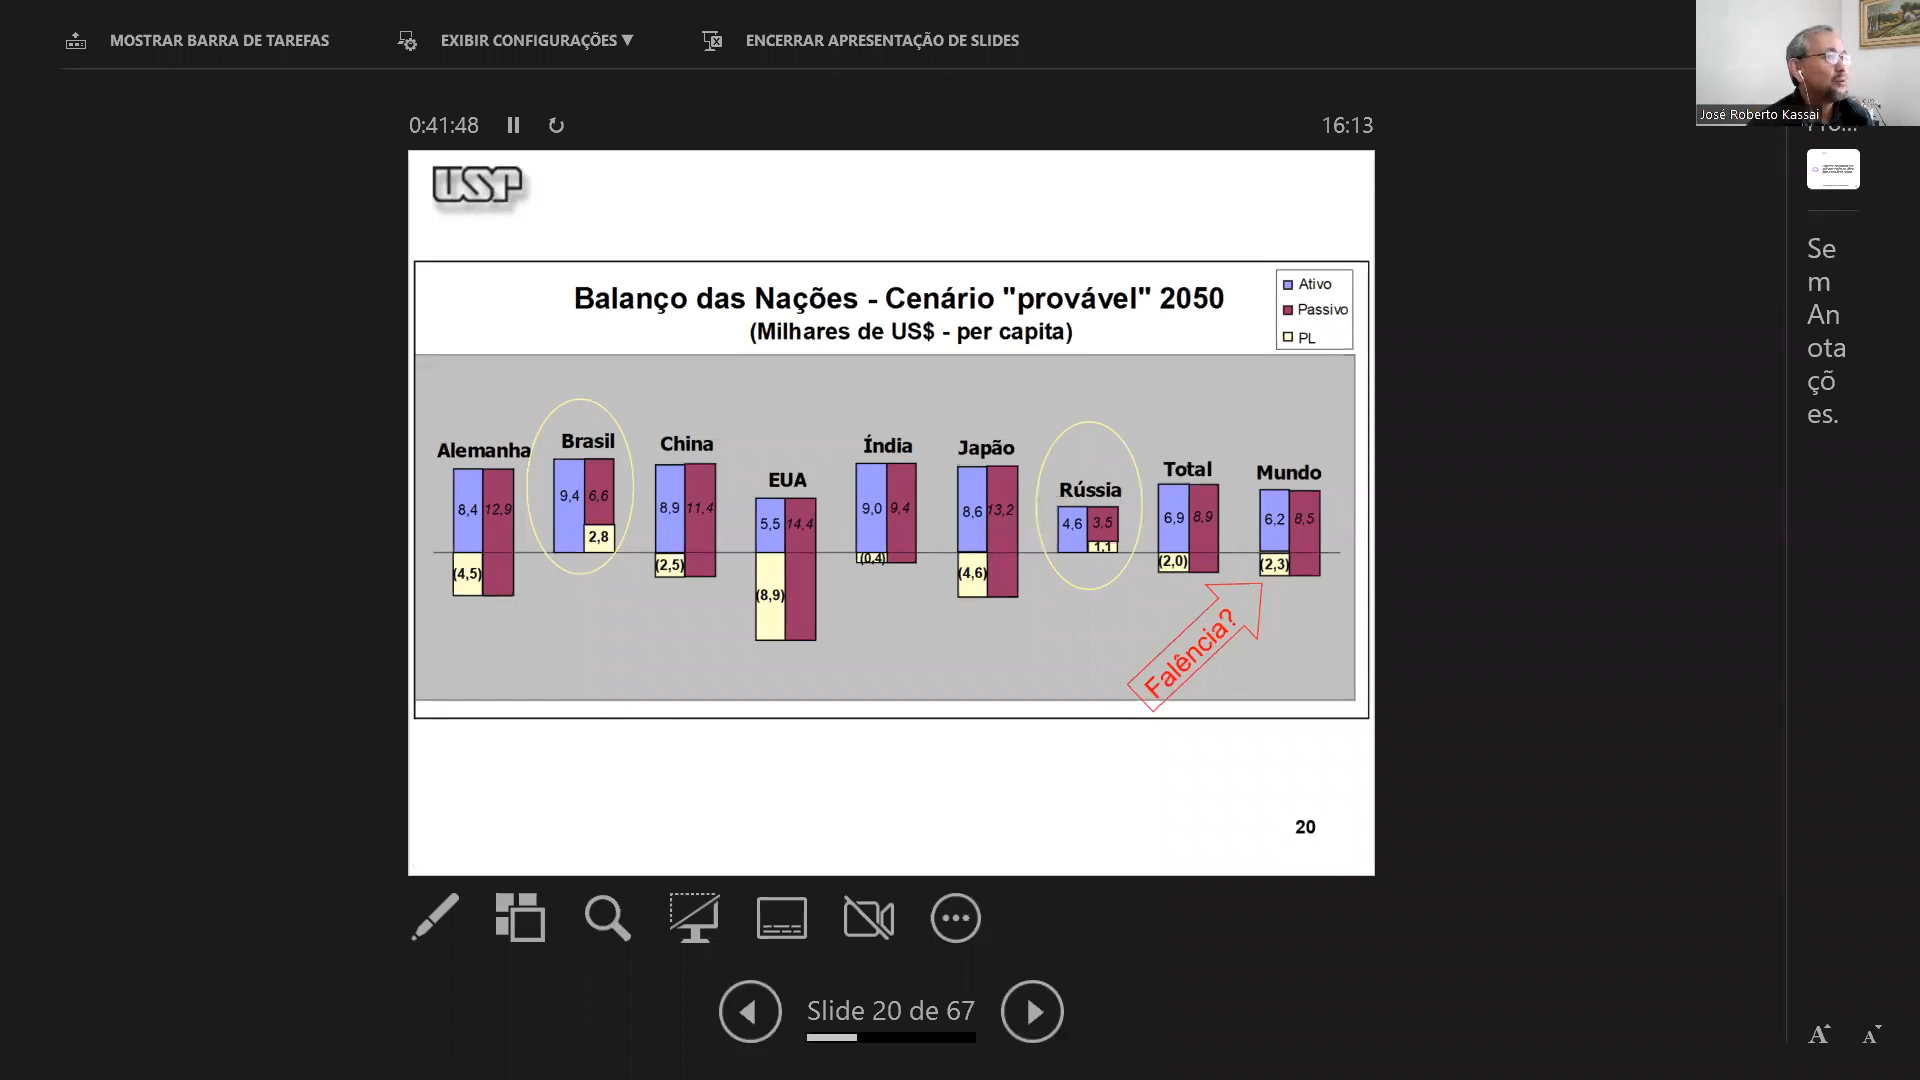 MOSTRAR BARRA DE TAREFAS
EXIBIR CONFIGURAÇÕES ▼
ENCERRAR APRESENTAÇÃO DE SLIDES
José Roberto Kassai
0:41:48
16:13
USP
Balanço das Nações - Cenário "provável" 2050
(Milhares de US$ - per capita)
Ativo
Passivo
PL
Alemanha
8,4 12,9
(4,5)
Brasil
9,4 6,6
2,8
China
8,9 11,4
(2,5)
EUA
5,5 14,4
(8,9)
Índia
9,0 9,4
(0,4)
Japão
8,6 13,2
(4,6)
Rússia
4,6 3,5
1,1
Total
6,9 8,9
(2,0)
Mundo
6,2 8,5
(2,3)
Falência?
20
Slide 20 de 67
Se
m
An
ota
çõ
es.
A A